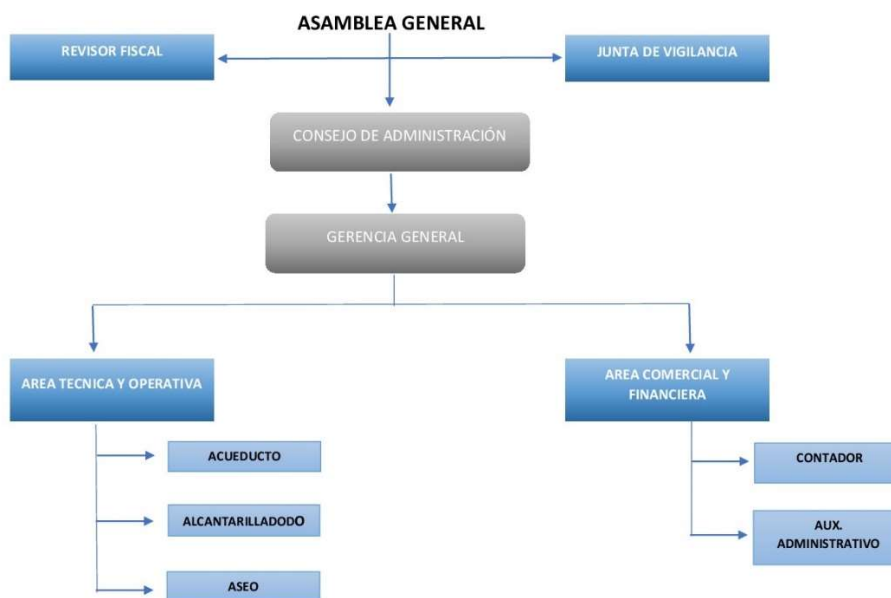 ASAMBLEA GENERAL
REVISOR FISCAL
JUNTA DE VIGILANCIA
CONSEJO DE ADMINISTRACIÓN
GERENCIA GENERAL
AREA TECNICA Y OPERATIVA
AREA COMERCIAL Y
FINANCIERA
ACUEDUCTO
CONTADOR
ALCANTARILLADODO
AUX.
ADMINISTRATIVO
ASEO